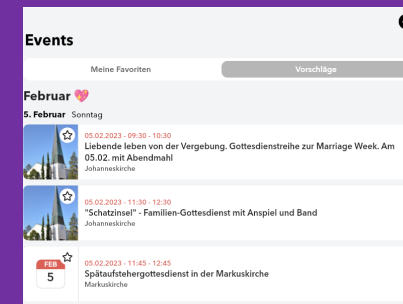 Events
Meine Favoriten Vorschläge
Februar 💖
5. Februar Sonntag
05.02.2023 - 09:30 - 10:30
Liebende leben von der Vergebung. Gottesdienstreihe zur Marriage Week. Am
05.02. mit Abendmahl
Johanneskirche
05.02.2023 - 11:30 - 12:30
"Schatzinsel" - Familien-Gottesdienst mit Anspiel und Band
Johanneskirche
05.02.2023 - 11:45 - 12:45
FEB
5
Spätaufstehergottesdienst in der Markuskirche
Markuskirche